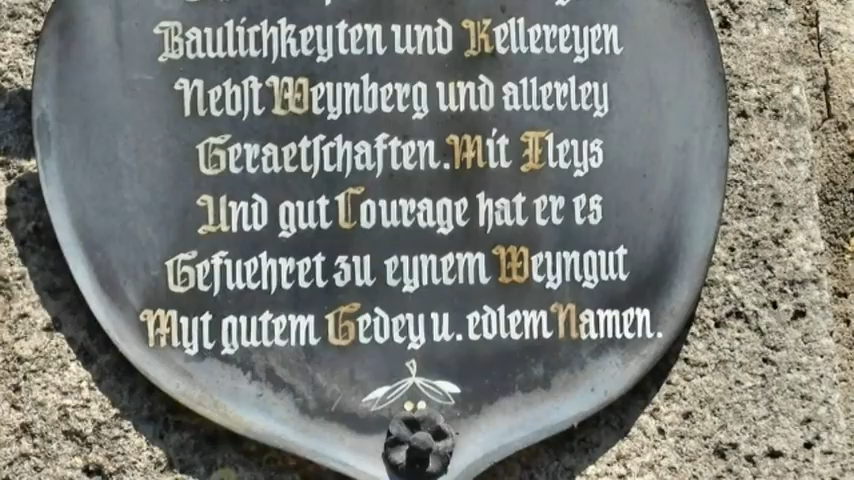 Baulichkeyten und Kellereyen
Nebst Weynberg und allerley
Geraetschaften. Mit Fleys
Und gut Courage hat er es
Gefuehret zu eynem Weyngut
Myt gutem Gedey u. edlem Namen.